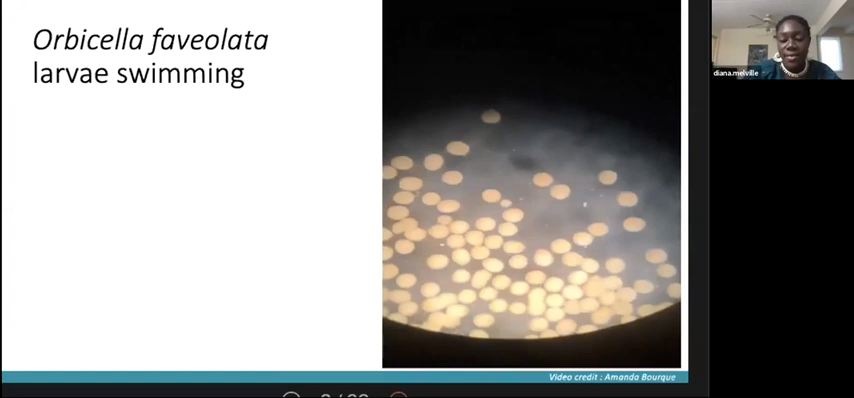 Orbicella faveolata
larvae swimming
diana.melville
Video credit : Amanda Bourque